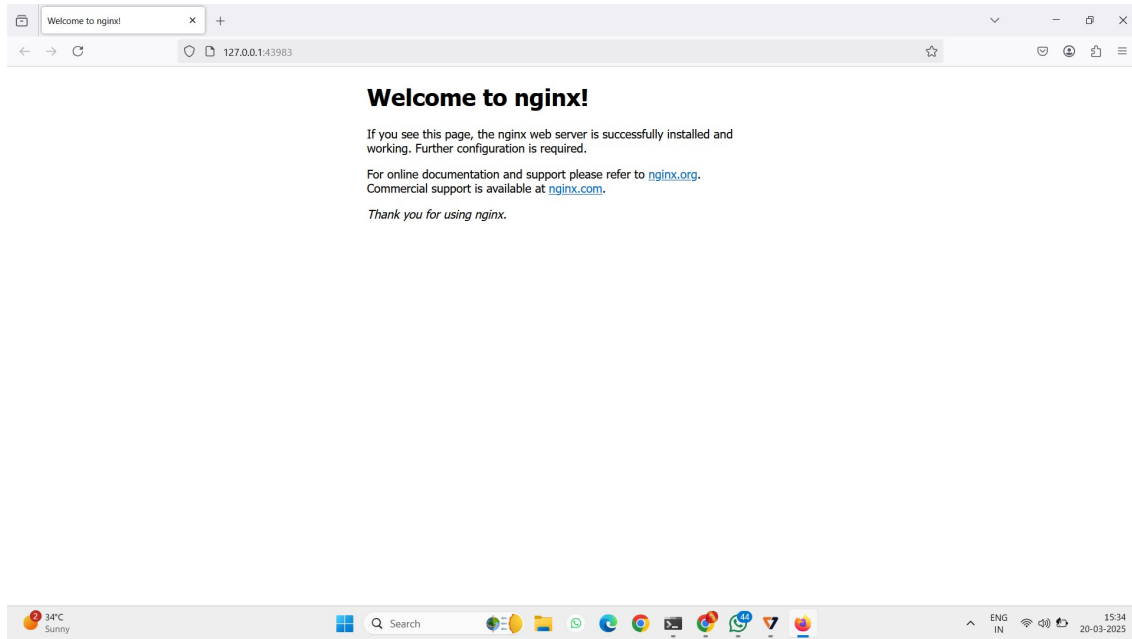 Welcome to nginx!
127.0.0.1:43983
Welcome to nginx!
If you see this page, the nginx web server is successfully installed and
working. Further configuration is required.
For online documentation and support please refer to nginx.org.
Commercial support is available at nginx.com.
Thank you for using nginx.
2
34°C
Sunny
Search
44
ENG
IN
15:34
20-03-2025